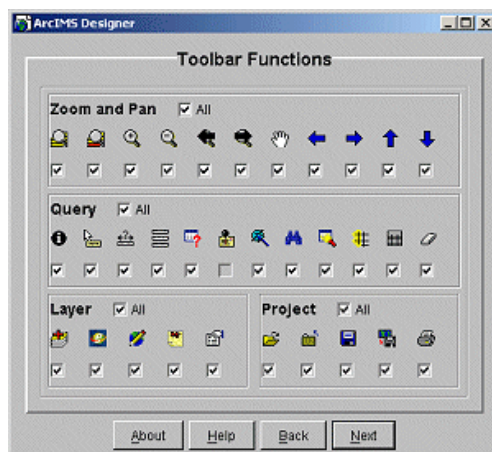 ArcIMS Designer
Toolbar Functions
Zoom and Pan All
Query All
Layer All Project All
About Help Back Next